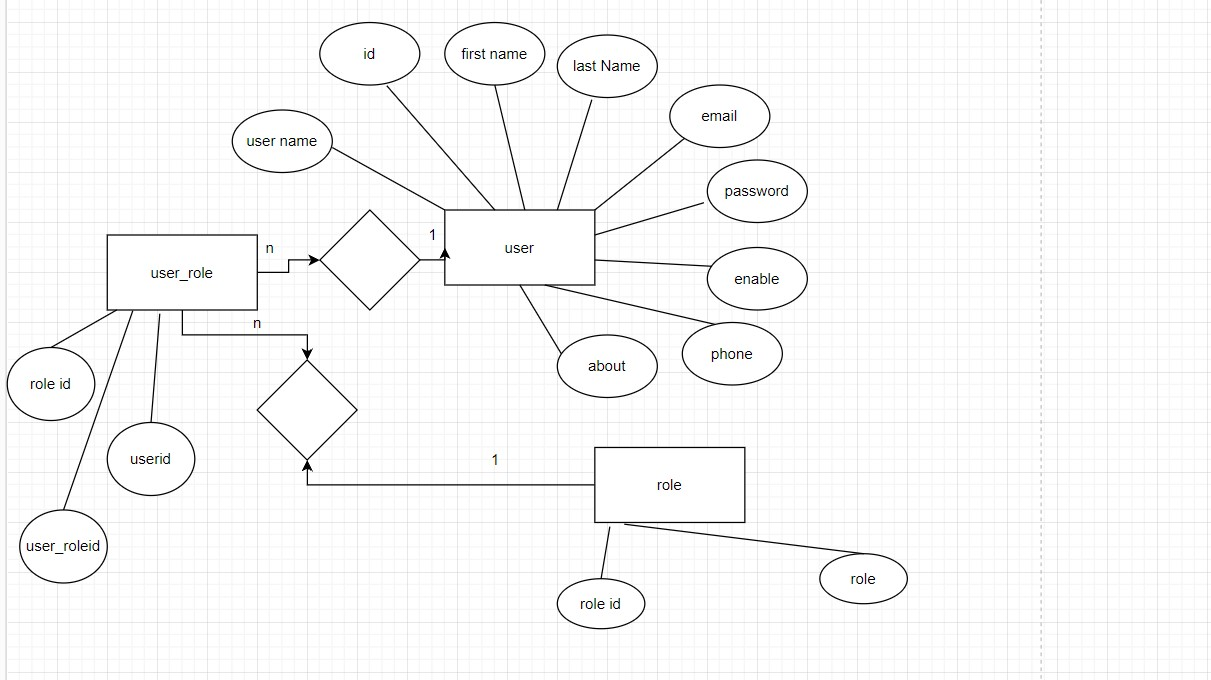 id
first name
last Name
email
user name
password
user
1
n
user_role
enable
n
phone
about
role id
userid
1
role
user_roleid
role
role id